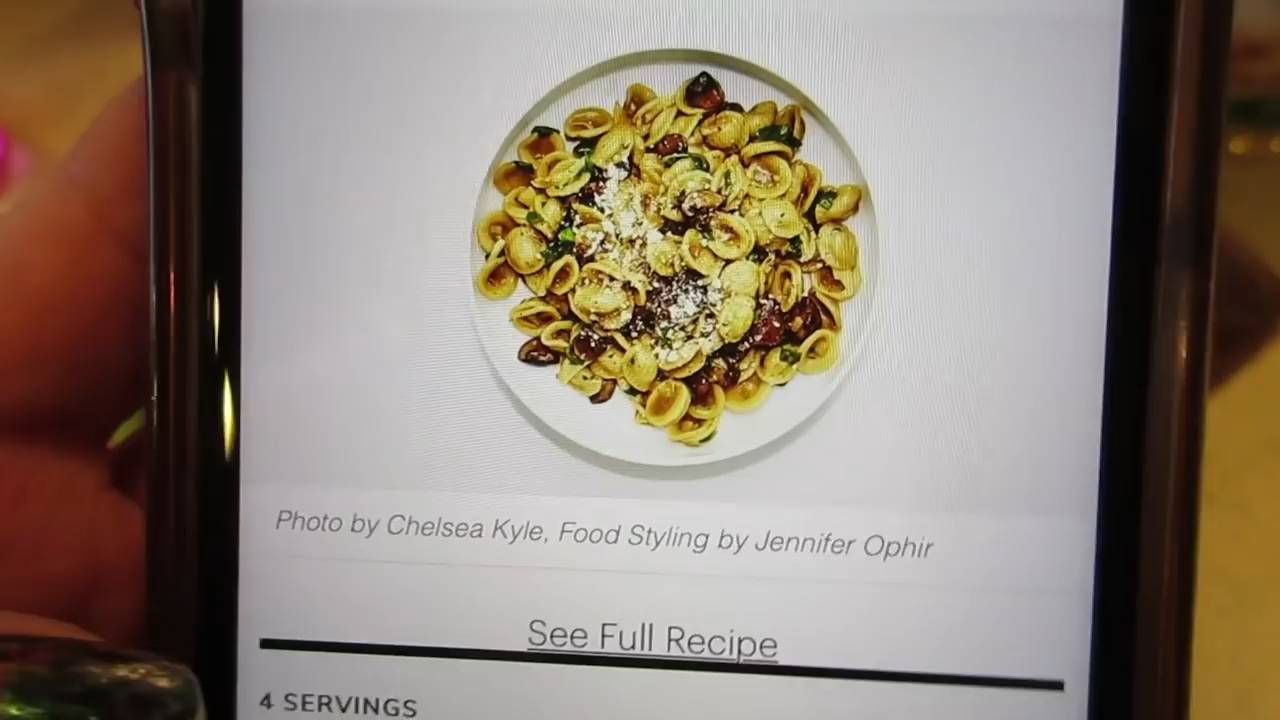 Photo by Chelsea Kyle, Food Styling by Jennifer Ophir
See Full Recipe
4 SERVINGS